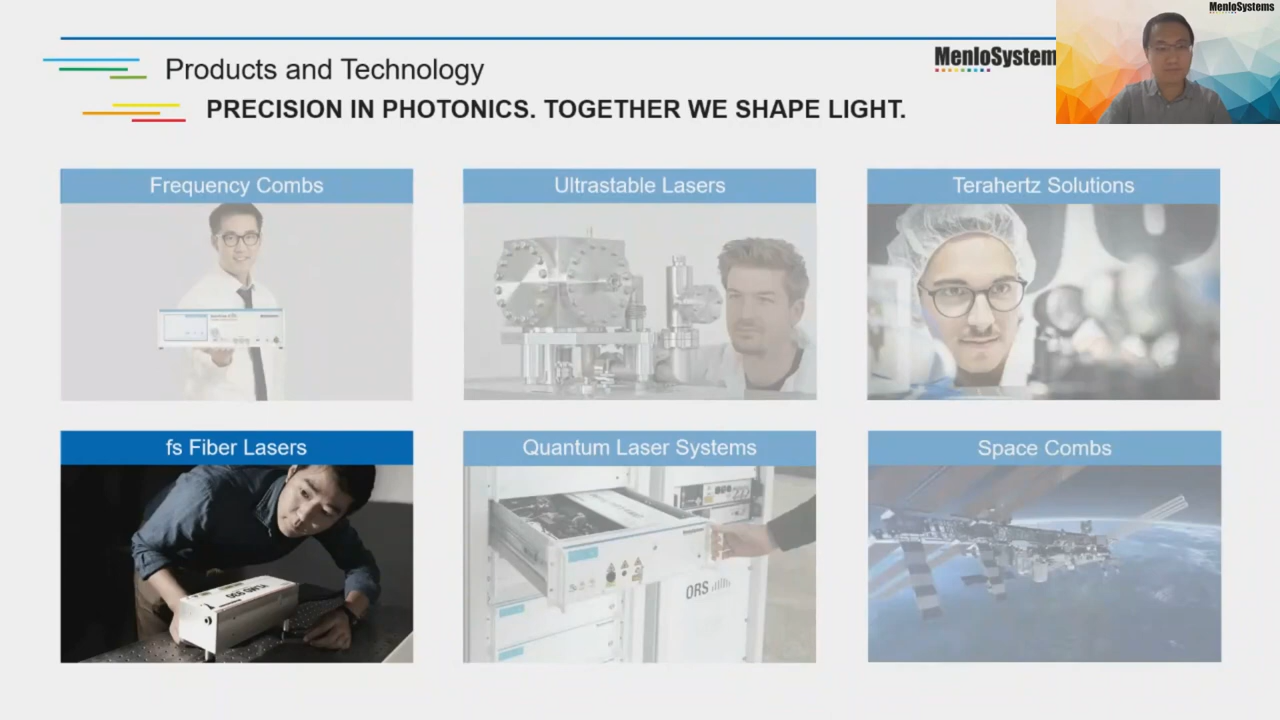 MenloSystems
Products and Technology
MenloSystem
PRECISION IN PHOTONICS. TOGETHER WE SHAPE LIGHT.
Frequency Combs
Ultrastable Lasers
Terahertz Solutions
fs Fiber Lasers
Quantum Laser Systems
Space Combs
ORS